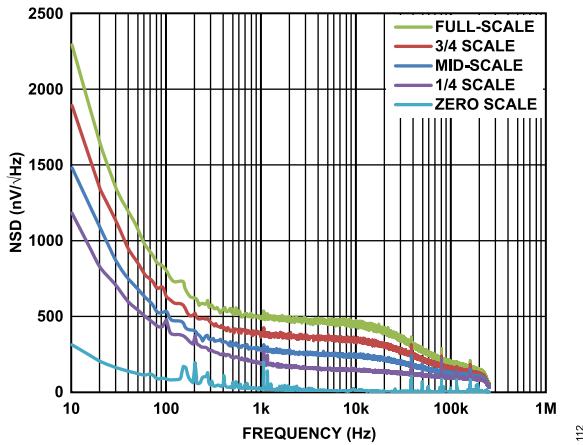 2500
2000
1500
1000
500
0
NSD (nV/√Hz)
FULL-SCALE
3/4 SCALE
MID-SCALE
1/4 SCALE
ZERO SCALE
10 100 1k 10k 100k 1M
FREQUENCY (Hz)
112